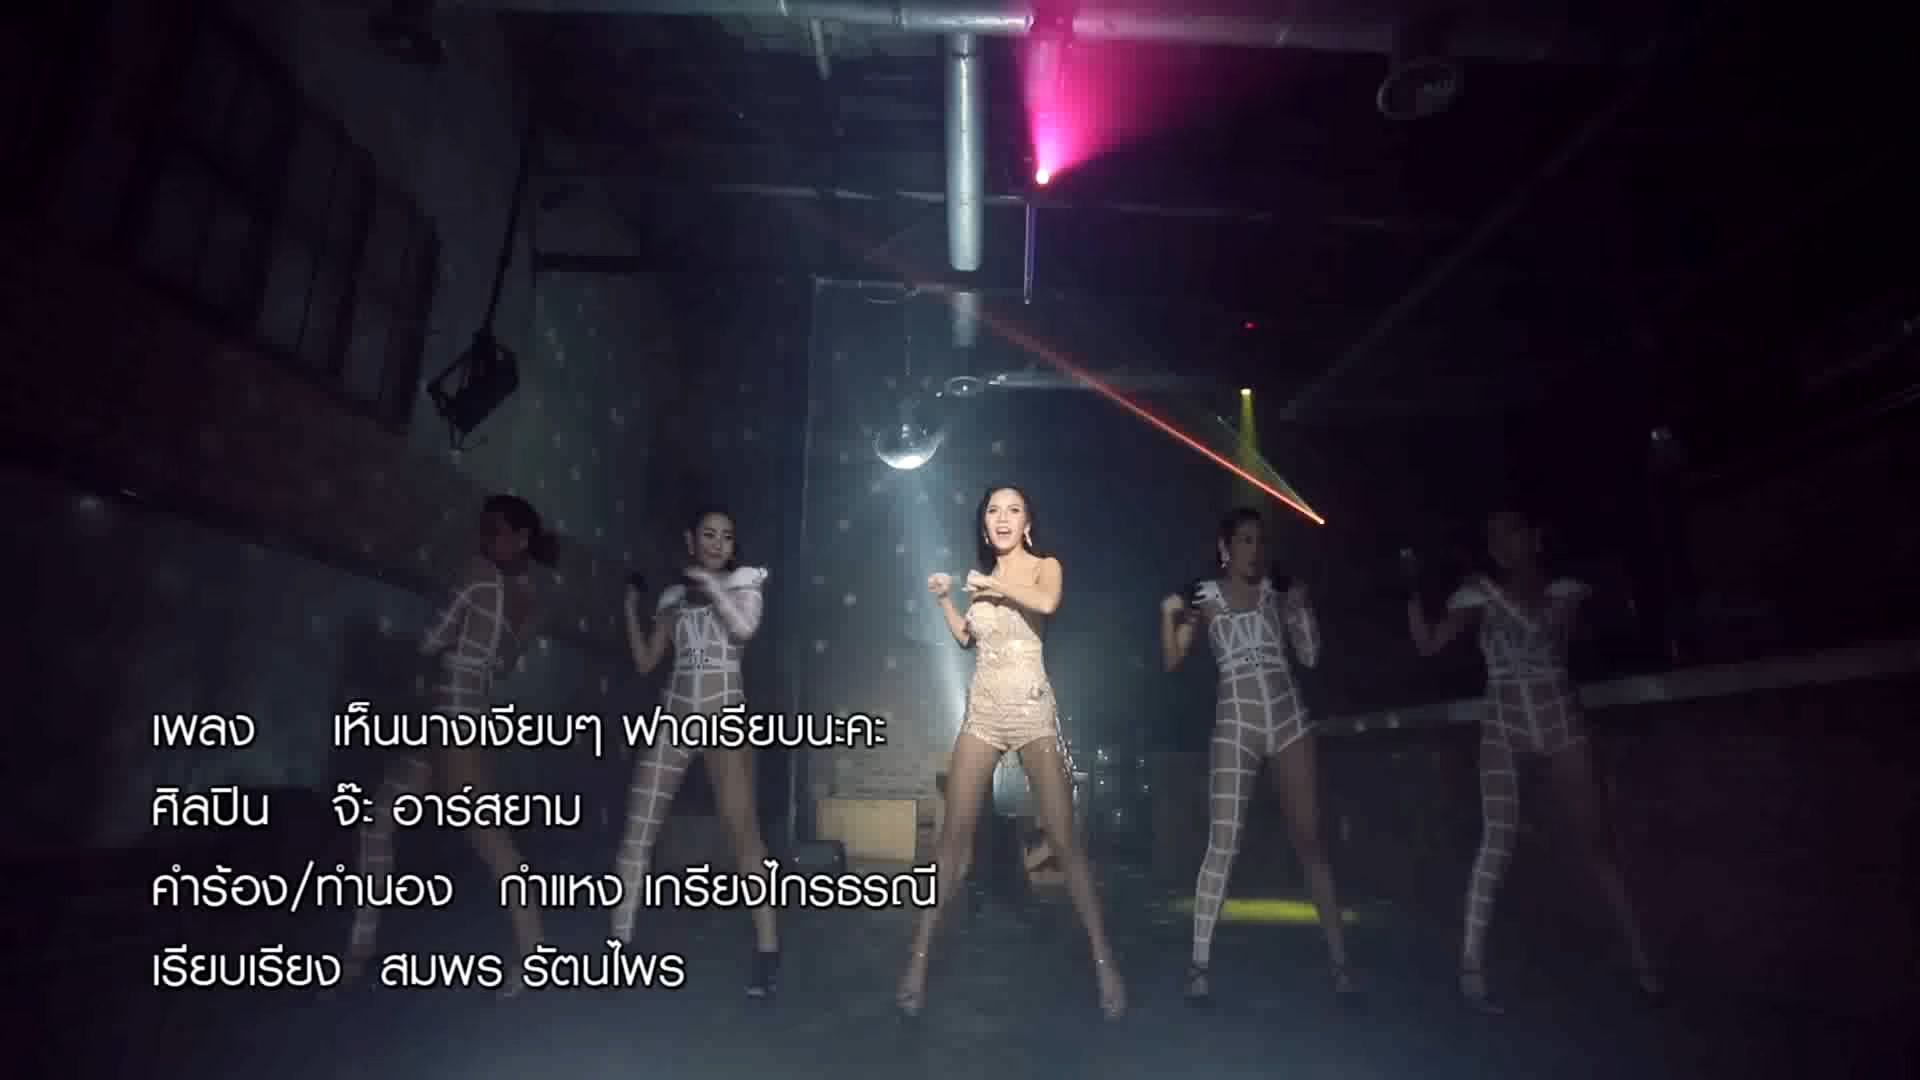 เพลง เห็นนางเงียบๆ ฟาดเรียบนะคะ
ศิลปิน จ๊ะ อาร์สยาม
คำร้อง/ทำนอง กำแหง เกรียงไกรธรณี
เรียบเรียง สมพร รัตนไพร